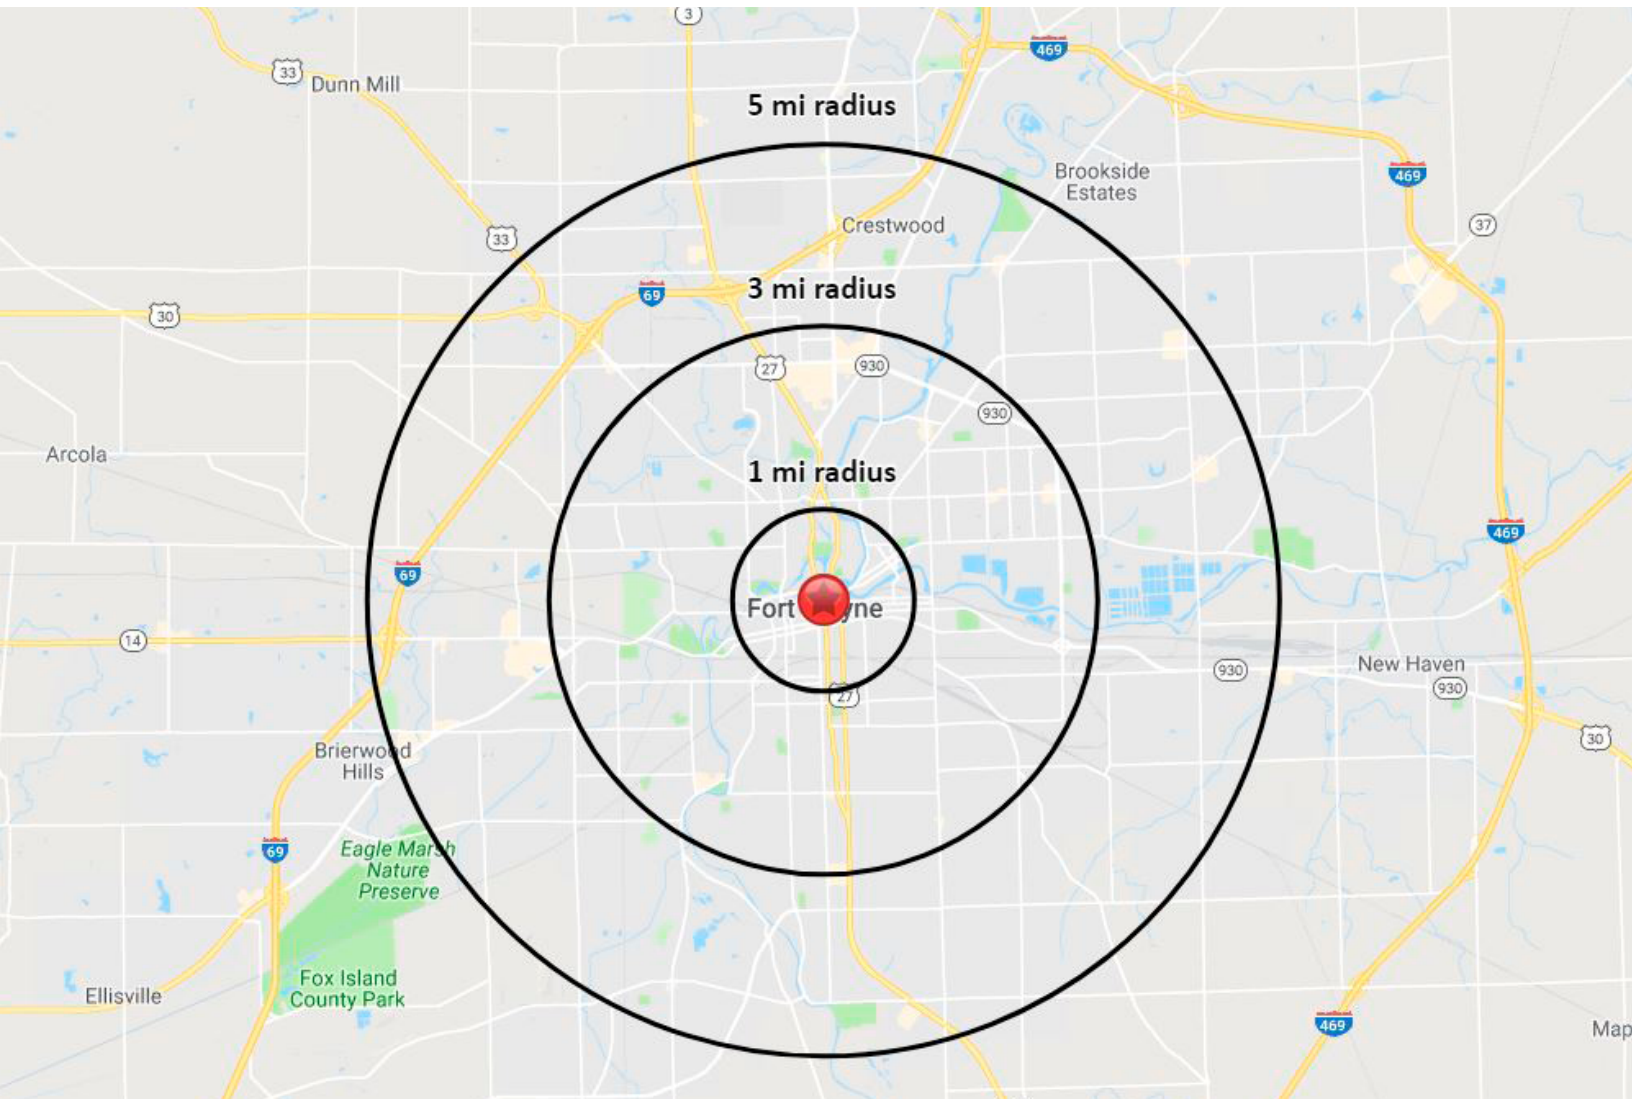 3
469
33
Dunn Mill
5 mi radius
Brookside
Estates
469
37
Crestwood
33
69
3 mi radius
30
27
930
930
Arcola
1 mi radius
469
69
Fort
yne
14
New Haven
930
930
27
30
Brierwood
Hills
69
Eagle Marsh
Nature
Preserve
Fox Island
County Park
Ellisville
469
Map